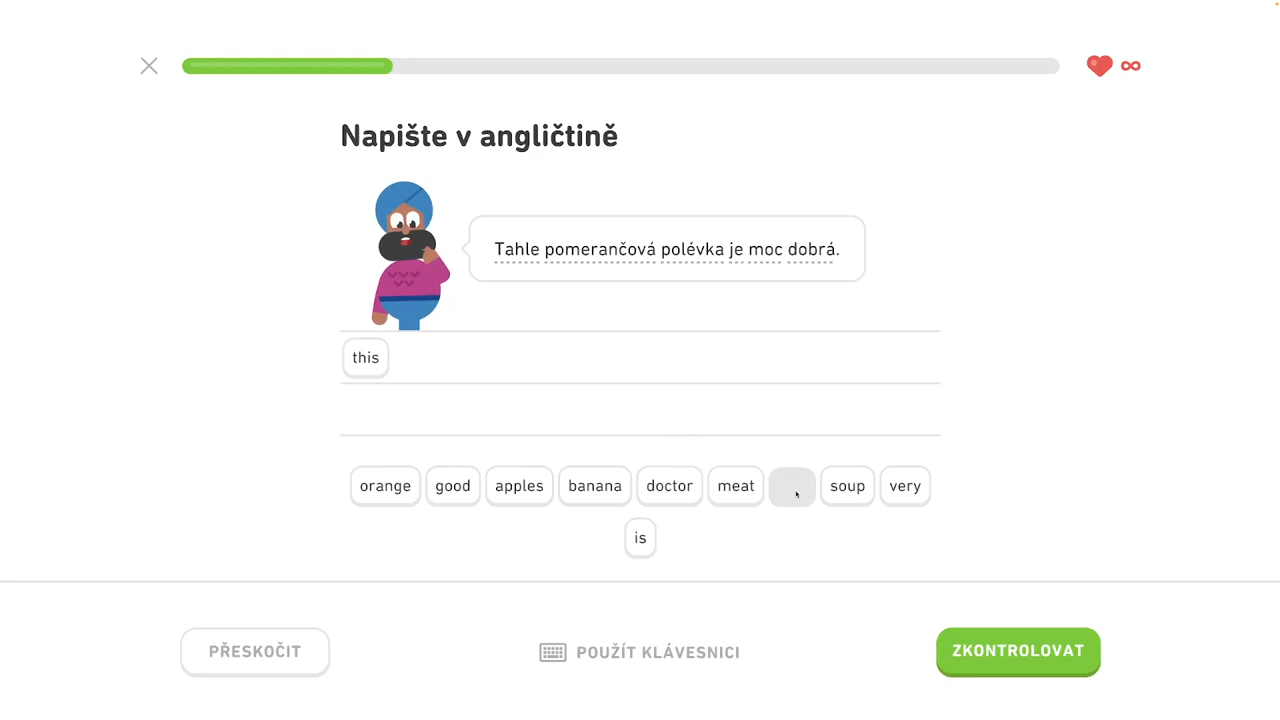 Napište v angličtině
Tahle pomerančová polévka je moc dobrá.
this
orange good apples banana doctor meat soup very
is
PŘESKOČIT POUŽÍT KLÁVESNICI ZKONTROLOVAT